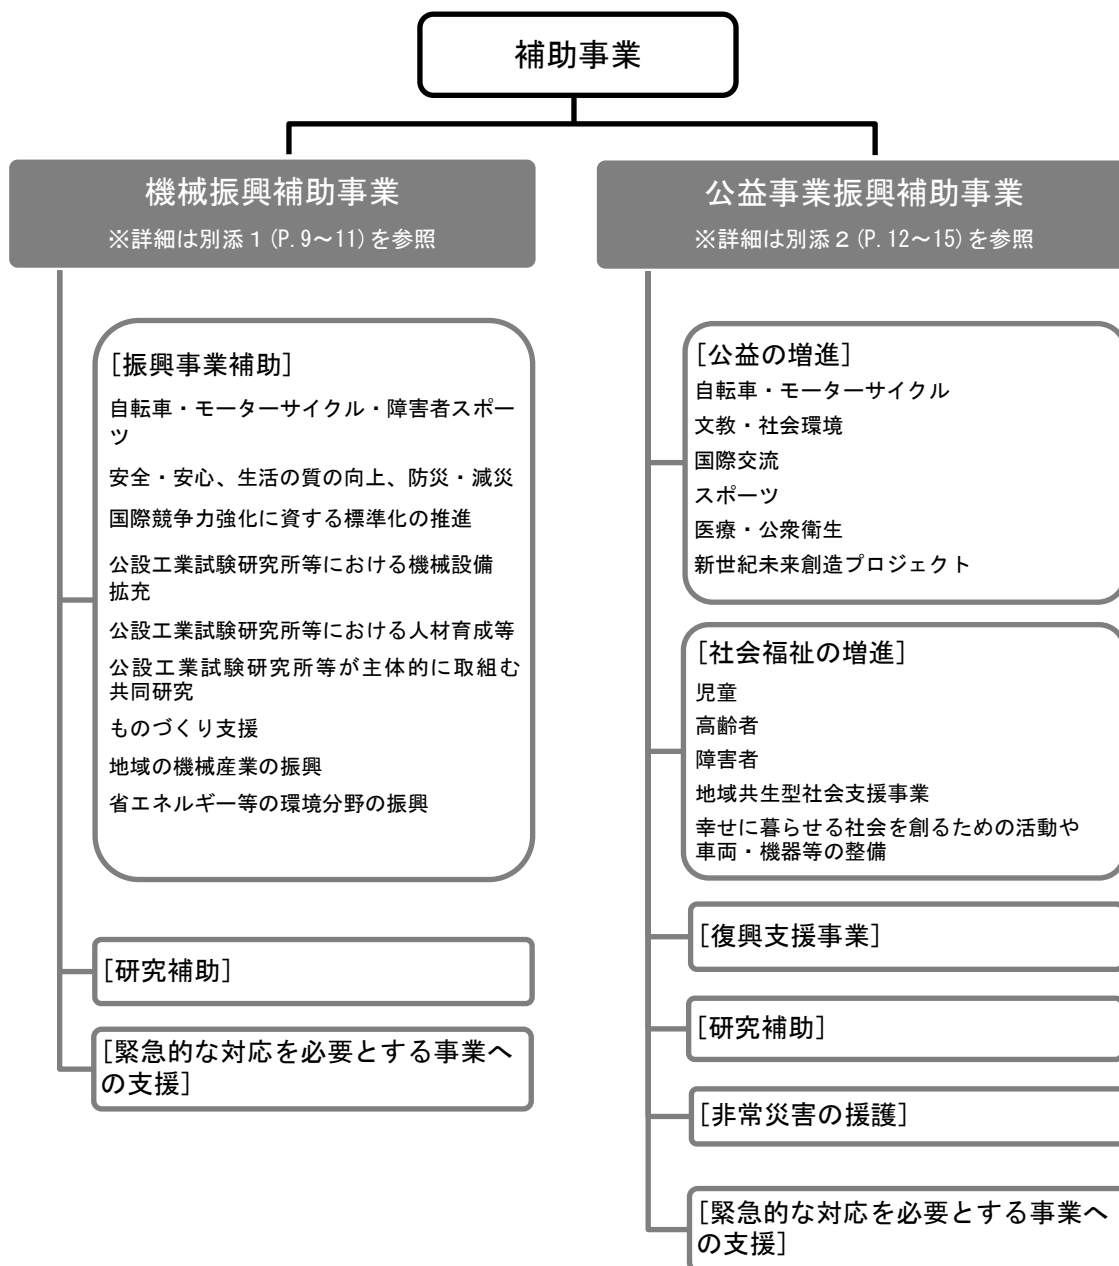 補助事業
機械振興補助事業
※詳細は別添1(P.9～11)を参照
[振興事業補助]
自転車・モーターサイクル・障害者スポー
ツ
安全・安心、生活の質の向上、防災・減災
国際競争力強化に資する標準化の推進
公設工業試験研究所等における機械設備
拡充
公設工業試験研究所等における人材育成等
公設工業試験研究所等が主体的に取組む
共同研究
ものづくり支援
地域の機械産業の振興
省エネルギー等の環境分野の振興
[研究補助]
[緊急的な対応を必要とする事業へ
の支援]
公益事業振興補助事業
※詳細は別添2(P.12～15)を参照
[公益の増進]
自転車・モーターサイクル
文教・社会環境
国際交流
スポーツ
医療・公衆衛生
新世紀未来創造プロジェクト
[社会福祉の増進]
児童
高齢者
障害者
地域共生型社会支援事業
幸せに暮らせる社会を創るための活動や
車両・機器等の整備
[復興支援事業]
[研究補助]
[非常災害の援護]
[緊急的な対応を必要とする事業へ
の支援]